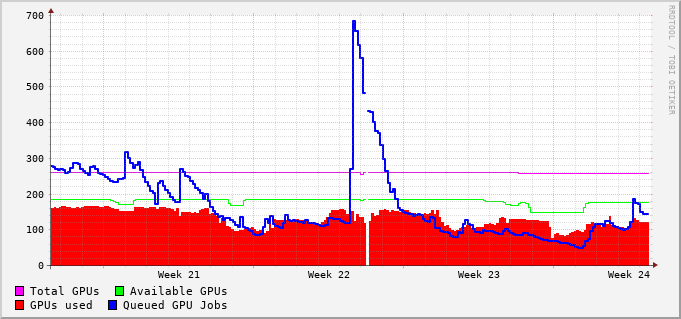 700
600
500
400
300
200
100
0
Week 21 Week 22 Week 23 Week 24
Total GPUs Available GPUs
GPUs used Queued GPU Jobs
RRDTOOL / TOBI OETIKER